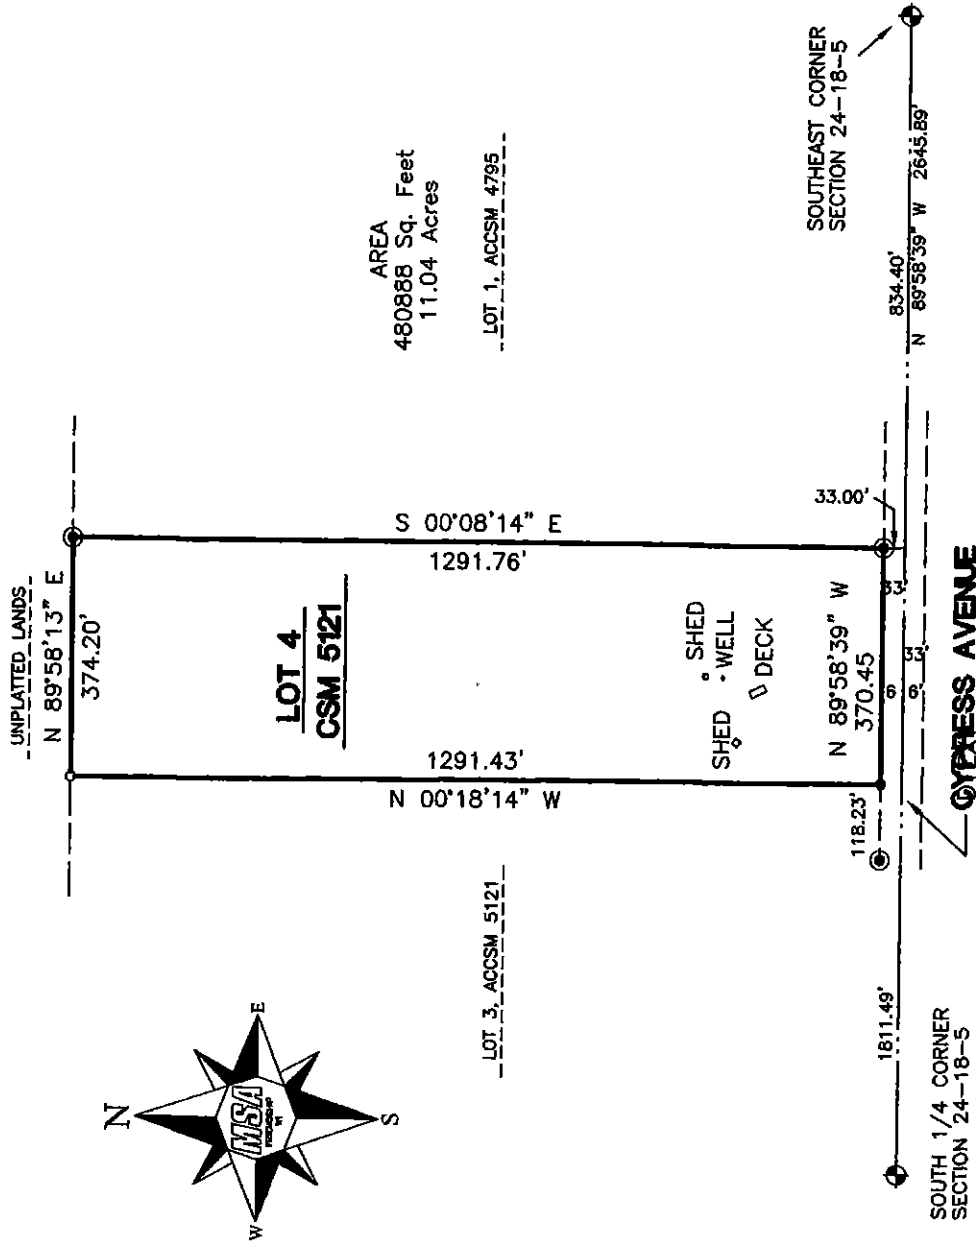 UNPLATTED LANDS
N 89°58'13" E
374.20'
AREA
480888 Sq. Feet
11.04 Acres
LOT 1, ACCSM 4795
S 00°08'14" E
1291.76'
LOT 4
CSM 5121
1291.43'
N 00°18'14" W
SHED
SHED
WELL
DECK
N 89°58'39" W
370.45
118.23'
33.00'
33'
33'
6
6'
LOT 3, ACCSM 5121
SOUTHEAST CORNER
SECTION 24-18-5
834.40'
N 89°58'39" W 2645.89'
1811.49'
SOUTH 1/4 CORNER
SECTION 24-18-5
CYPRESS AVENUE
N
E
S
W
MSA